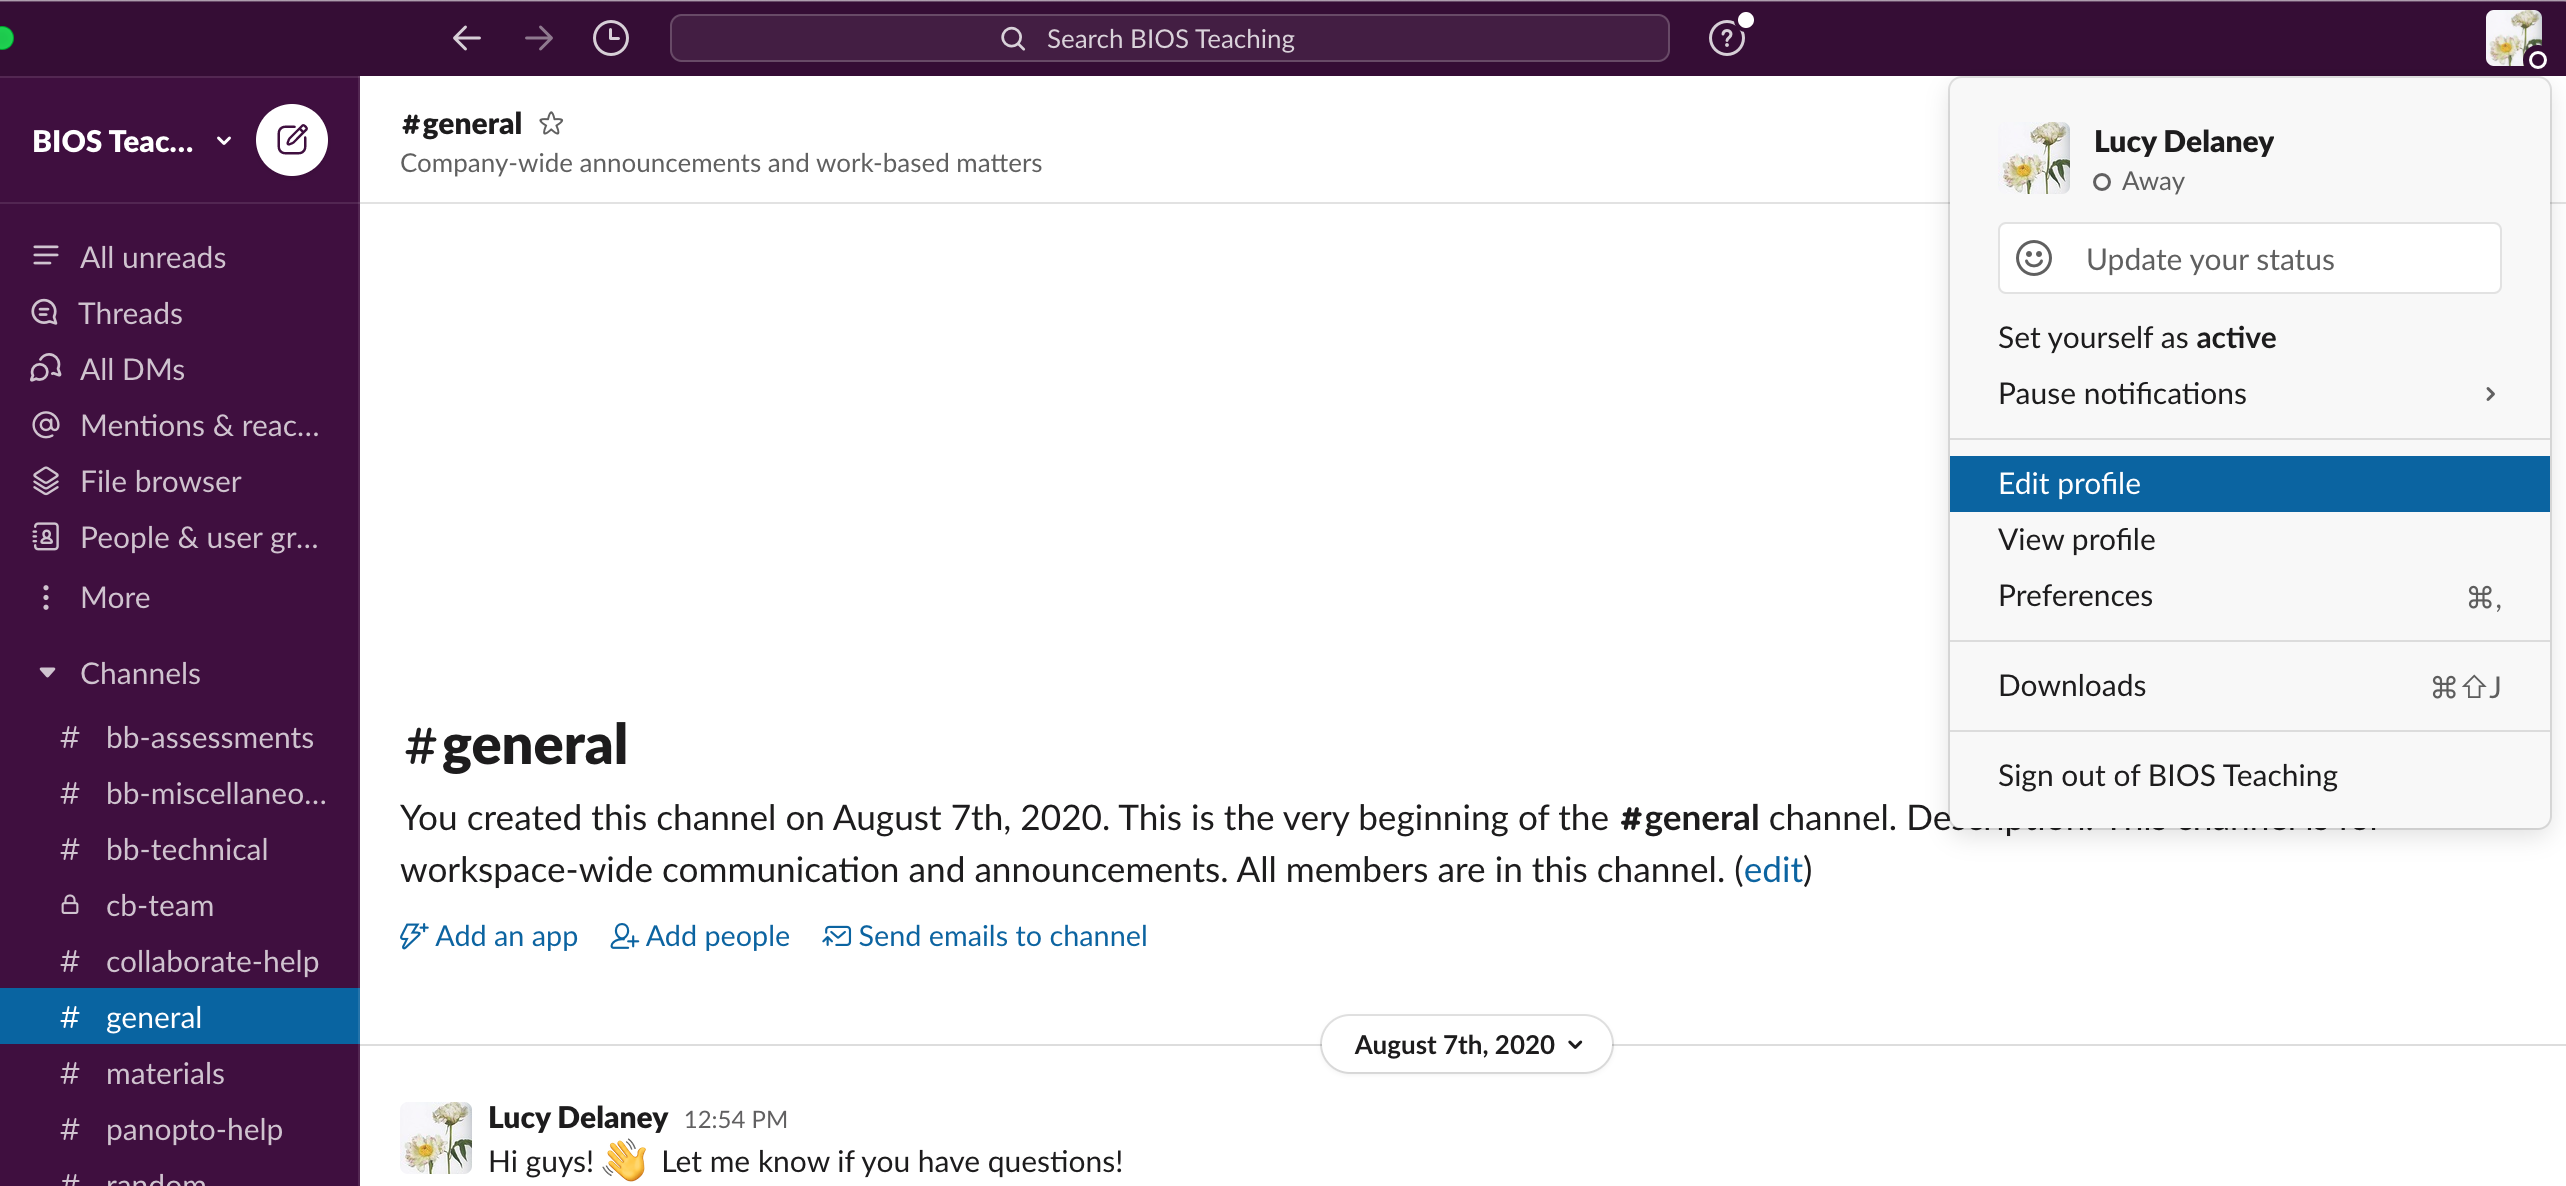 Search BIOS Teaching
BIOS Teac...
All unreads
Threads
All DMs
@ Mentions & reac...
File browser
People & user gr...
More
Channels
# bb-assessments
# bb-miscellaneo...
# bb-technical
cb-team
# collaborate-help
# general
# materials
# panopto-help
# random
#general
Company-wide announcements and work-based matters
#general
You created this channel on August 7th, 2020. This is the very beginning of the #general channel. Description: This channel is for
workspace-wide communication and announcements. All members are in this channel. (edit)
Add an app Add people Send emails to channel
August 7th, 2020
Lucy Delaney 12:54 PM
Hi guys! 👋 Let me know if you have questions!
Lucy Delaney
Away
Update your status
Set yourself as active
Pause notifications
Edit profile
View profile
Preferences ⌘,
Downloads ⌘⇧J
Sign out of BIOS Teaching